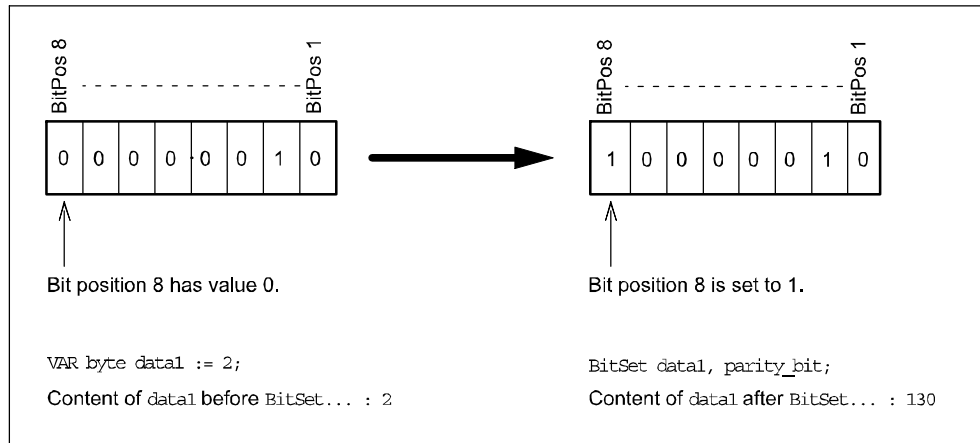 BitPos 8
BitPos 1
BitPos 8
BitPos 1
0 0 0 0 0 0 1 0
1 0 0 0 0 0 1 0
Bit position 8 has value 0.
Bit position 8 is set to 1.
VAR byte data1 := 2;
BitSet data1, parity_bit;
Content of data1 before BitSet... : 2
Content of data1 after BitSet... : 130